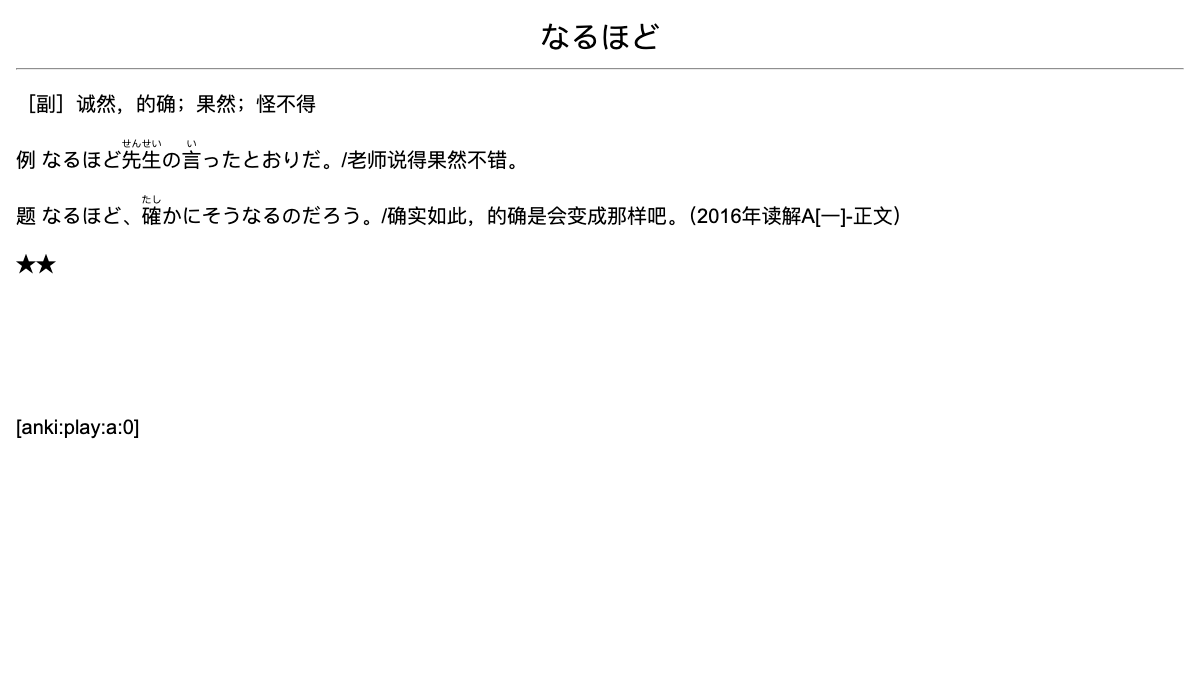 なるほど
［副］诚然，的确；果然；怪不得
例 なるほど先生の言ったとおりだ。/老师说得果然不错。
せんせい い
题 なるほど、確かにそうなるのだろう。/确实如此，的确是会变成那样吧。（2016年读解A[一]-正文）
たし
★★
[anki:play:a:0]